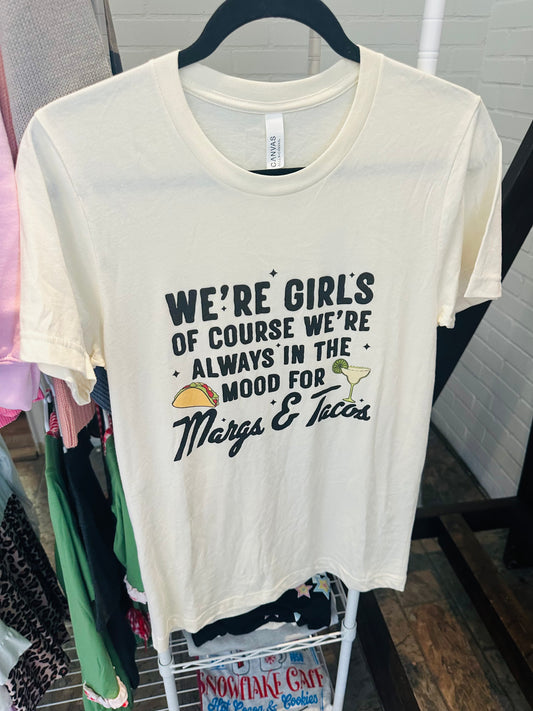 CANVAS
WE'RE GIRLS
OF COURSE WE'RE
ALWAYS IN THE
MOOD FOR
Margs & Tacos
SNOWFLAKE CAFE
Hot Cocoa & Cookies